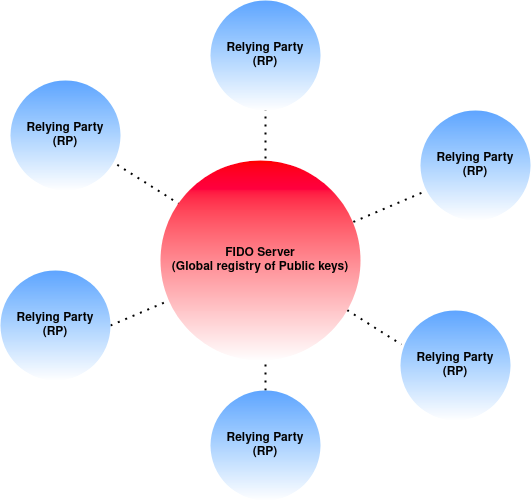 Relying Party
(RP)
Relying Party
(RP)
Relying Party
(RP)
FIDO Server
(Global registry of Public keys)
Relying Party
(RP)
Relying Party
(RP)
Relying Party
(RP)